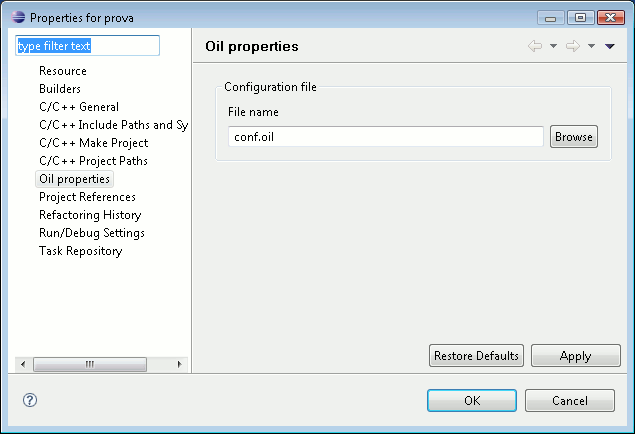 Properties for prova
type filter text
Resource
Builders
C/C++ General
C/C++ Include Paths and Sy
C/C++ Make Project
C/C++ Project Paths
Oil properties
Project References
Refactoring History
Run/Debug Settings
Task Repository
Oil properties
Configuration file
File name
conf.oil
Browse
Restore Defaults
Apply
OK
Cancel